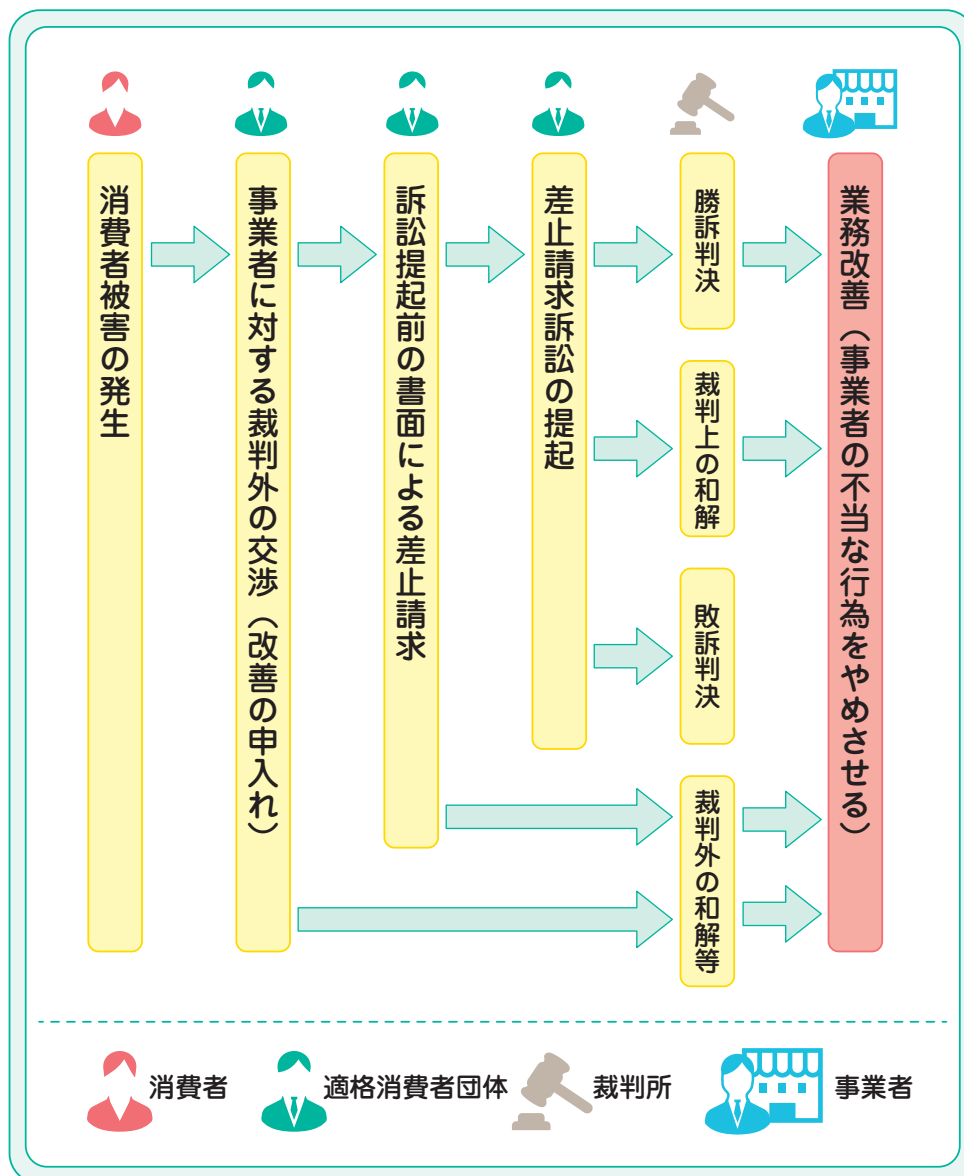 消費者被害の発生
事業者に対する裁判外の交渉（改善の申入れ）
訴訟提起前の書面による差止請求
差止請求訴訟の提起
勝訴判決
裁判上の和解
敗訴判決
裁判外の和解等
業務改善（事業者の不当な行為をやめさせる）
消費者
適格消費者団体
裁判所
事業者